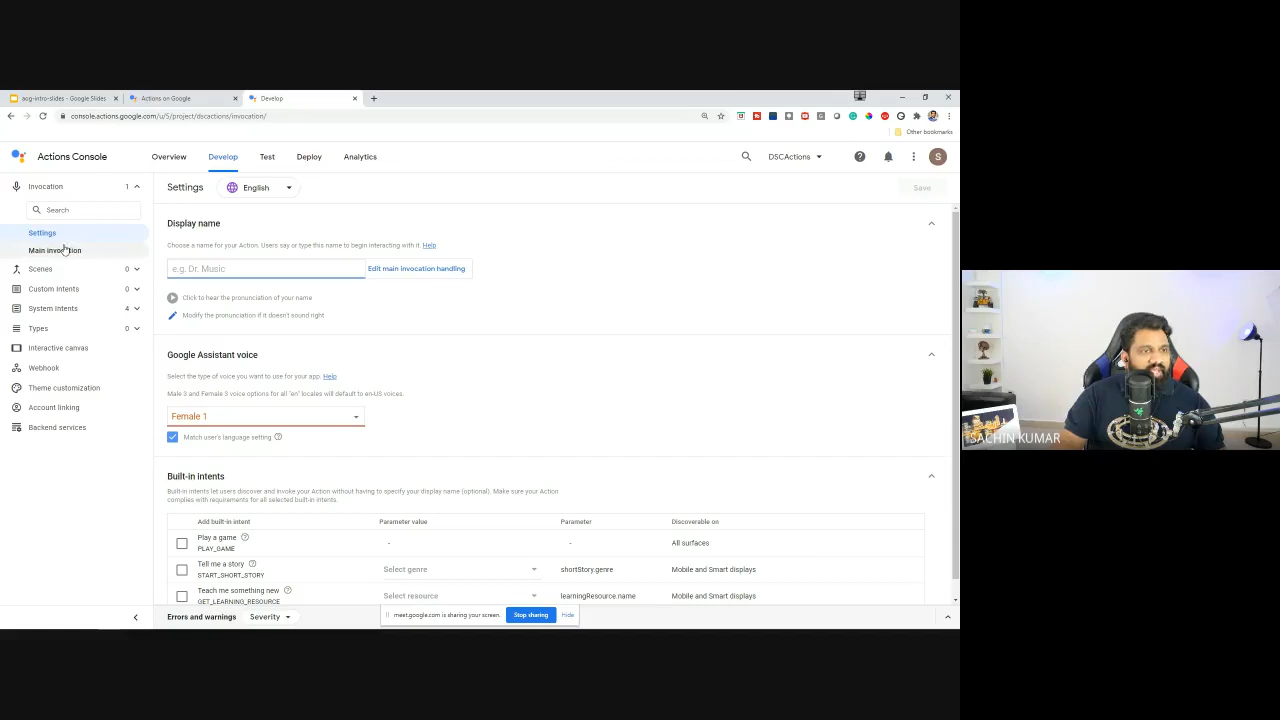 aog-intro-slides - Google Slides
Actions on Google
Develop
console.actions.google.com/u/5/project/dscactions/invocation/
Other bookmarks
Actions Console
Overview
Develop
Test
Deploy
Analytics
DSCActions
S
Invocation
1
Search
Settings
Main invocation
Scenes
0
Custom Intents
0
System Intents
4
Types
0
Interactive canvas
Webhook
Theme customization
Account linking
Backend services
Settings
English
Save
Display name
Choose a name for your Action. Users say or type this name to begin interacting with it. Help
e.g. Dr. Music
Edit main invocation handling
Click to hear the pronunciation of your name
Modify the pronunciation if it doesn't sound right
Google Assistant voice
Select the type of voice you want to use for your app. Help
Male 3 and Female 3 voice options for all "en" locales will default to en-US voices.
Female 1
Match user's language setting
Built-in intents
Built-in intents let users discover and invoke your Action without having to specify your display name (optional). Make sure your Action
complies with requirements for all selected built-in intents.
Add built-in intent
Parameter value
Parameter
Discoverable on
Play a game
PLAY_GAME
-
-
All surfaces
Tell me a story
START_SHORT_STORY
Select genre
shortStory.genre
Mobile and Smart displays
Teach me something new
GET_LEARNING_RESOURCE
Select resource
learningResource.name
Mobile and Smart displays
Errors and warnings
Severity
meet.google.com is sharing your screen.
Stop sharing
Hide
SACHIN KUMAR